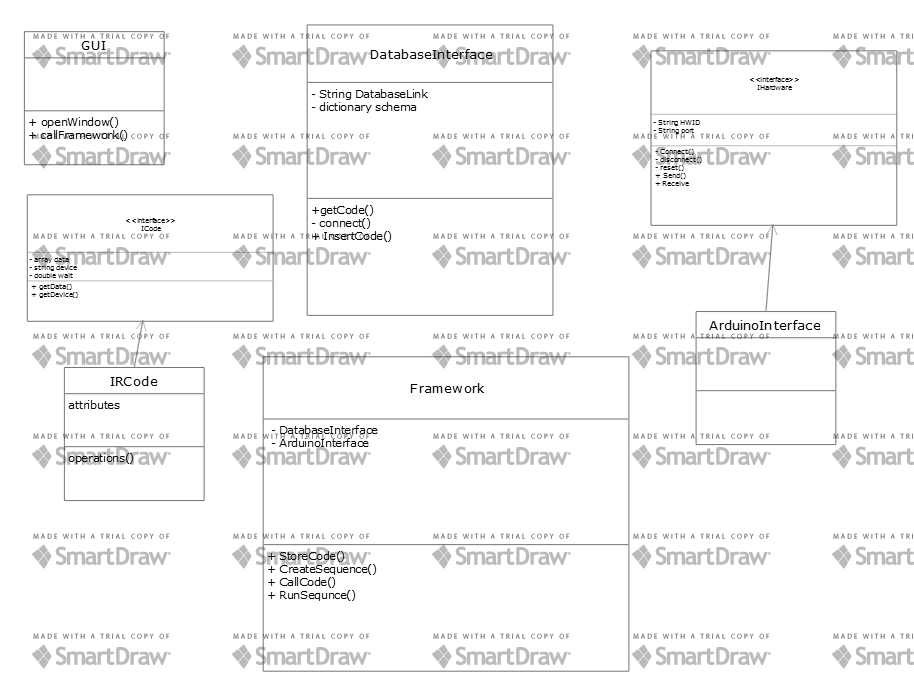 GUI
+ openWindow()
+ callFramework()
DatabaseInterface
- String DatabaseLink
- dictionary schema
+getCode()
- connect()
+ InsertCode()
<<interface>>
IHardware
- String HWID
- String port
+ Connect()
- disconnect()
- reset()
+ Send()
+ Receive
<<interface>>
ICode
- array data
- string device
- double wait
+ getData()
+ getDevice()
IRCode
attributes
operations()
Framework
- DatabaseInterface
- ArduinoInterface
+ StoreCode()
+ CreateSequence()
+ CallCode()
+ RunSequnce()
ArduinoInterface
MADE WITH A TRIAL COPY OF
SmartDraw